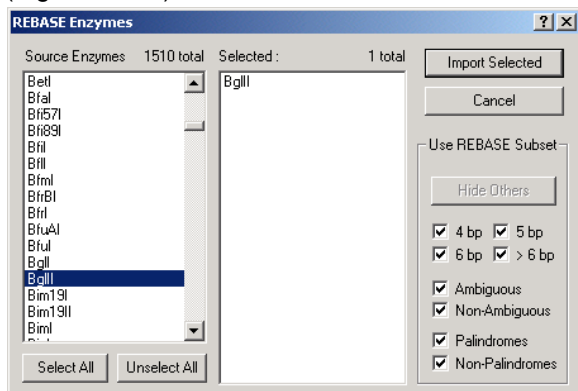 REBASE Enzymes
Source Enzymes 1510 total
BetI
BfaI
Bfi57I
Bfi89I
BfiI
BflI
BfmI
BfrBI
BfrI
BfuAI
BfuI
BglI
BglII
Bim19I
Bim19II
BimI
Select All
Unselect All
Selected : 1 total
BglII
Import Selected
Cancel
Use REBASE Subset
Hide Others
4 bp 5 bp
6 bp > 6 bp
Ambiguous
Non-Ambiguous
Palindromes
Non-Palindromes